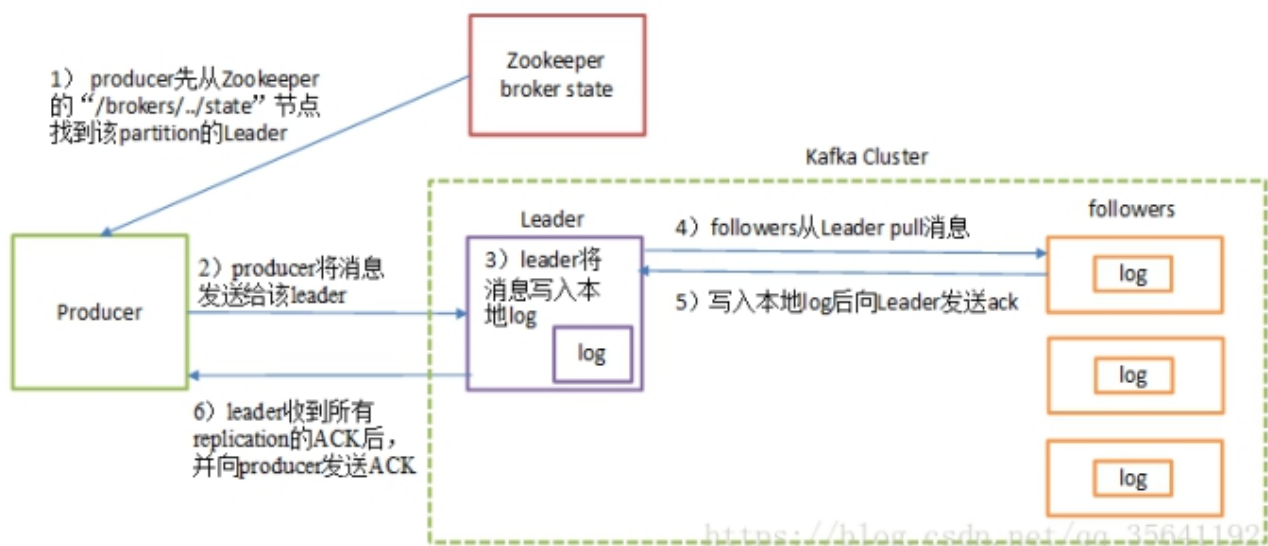 Zookeeper
broker state
1） producer先从Zookeeper
的“/brokers/../state”节点
找到该partition的Leader
Kafka Cluster
Leader
followers
Producer
2）producer将消息
发送给该leader
3）leader将
消息写入本
地log
log
4）followers从Leader pull消息
5）写入本地log后向Leader发送ack
log
log
log
6）leader收到所有
replication的ACK后，
并向producer发送ACK
https://blog.csdn.net/qq_35641192